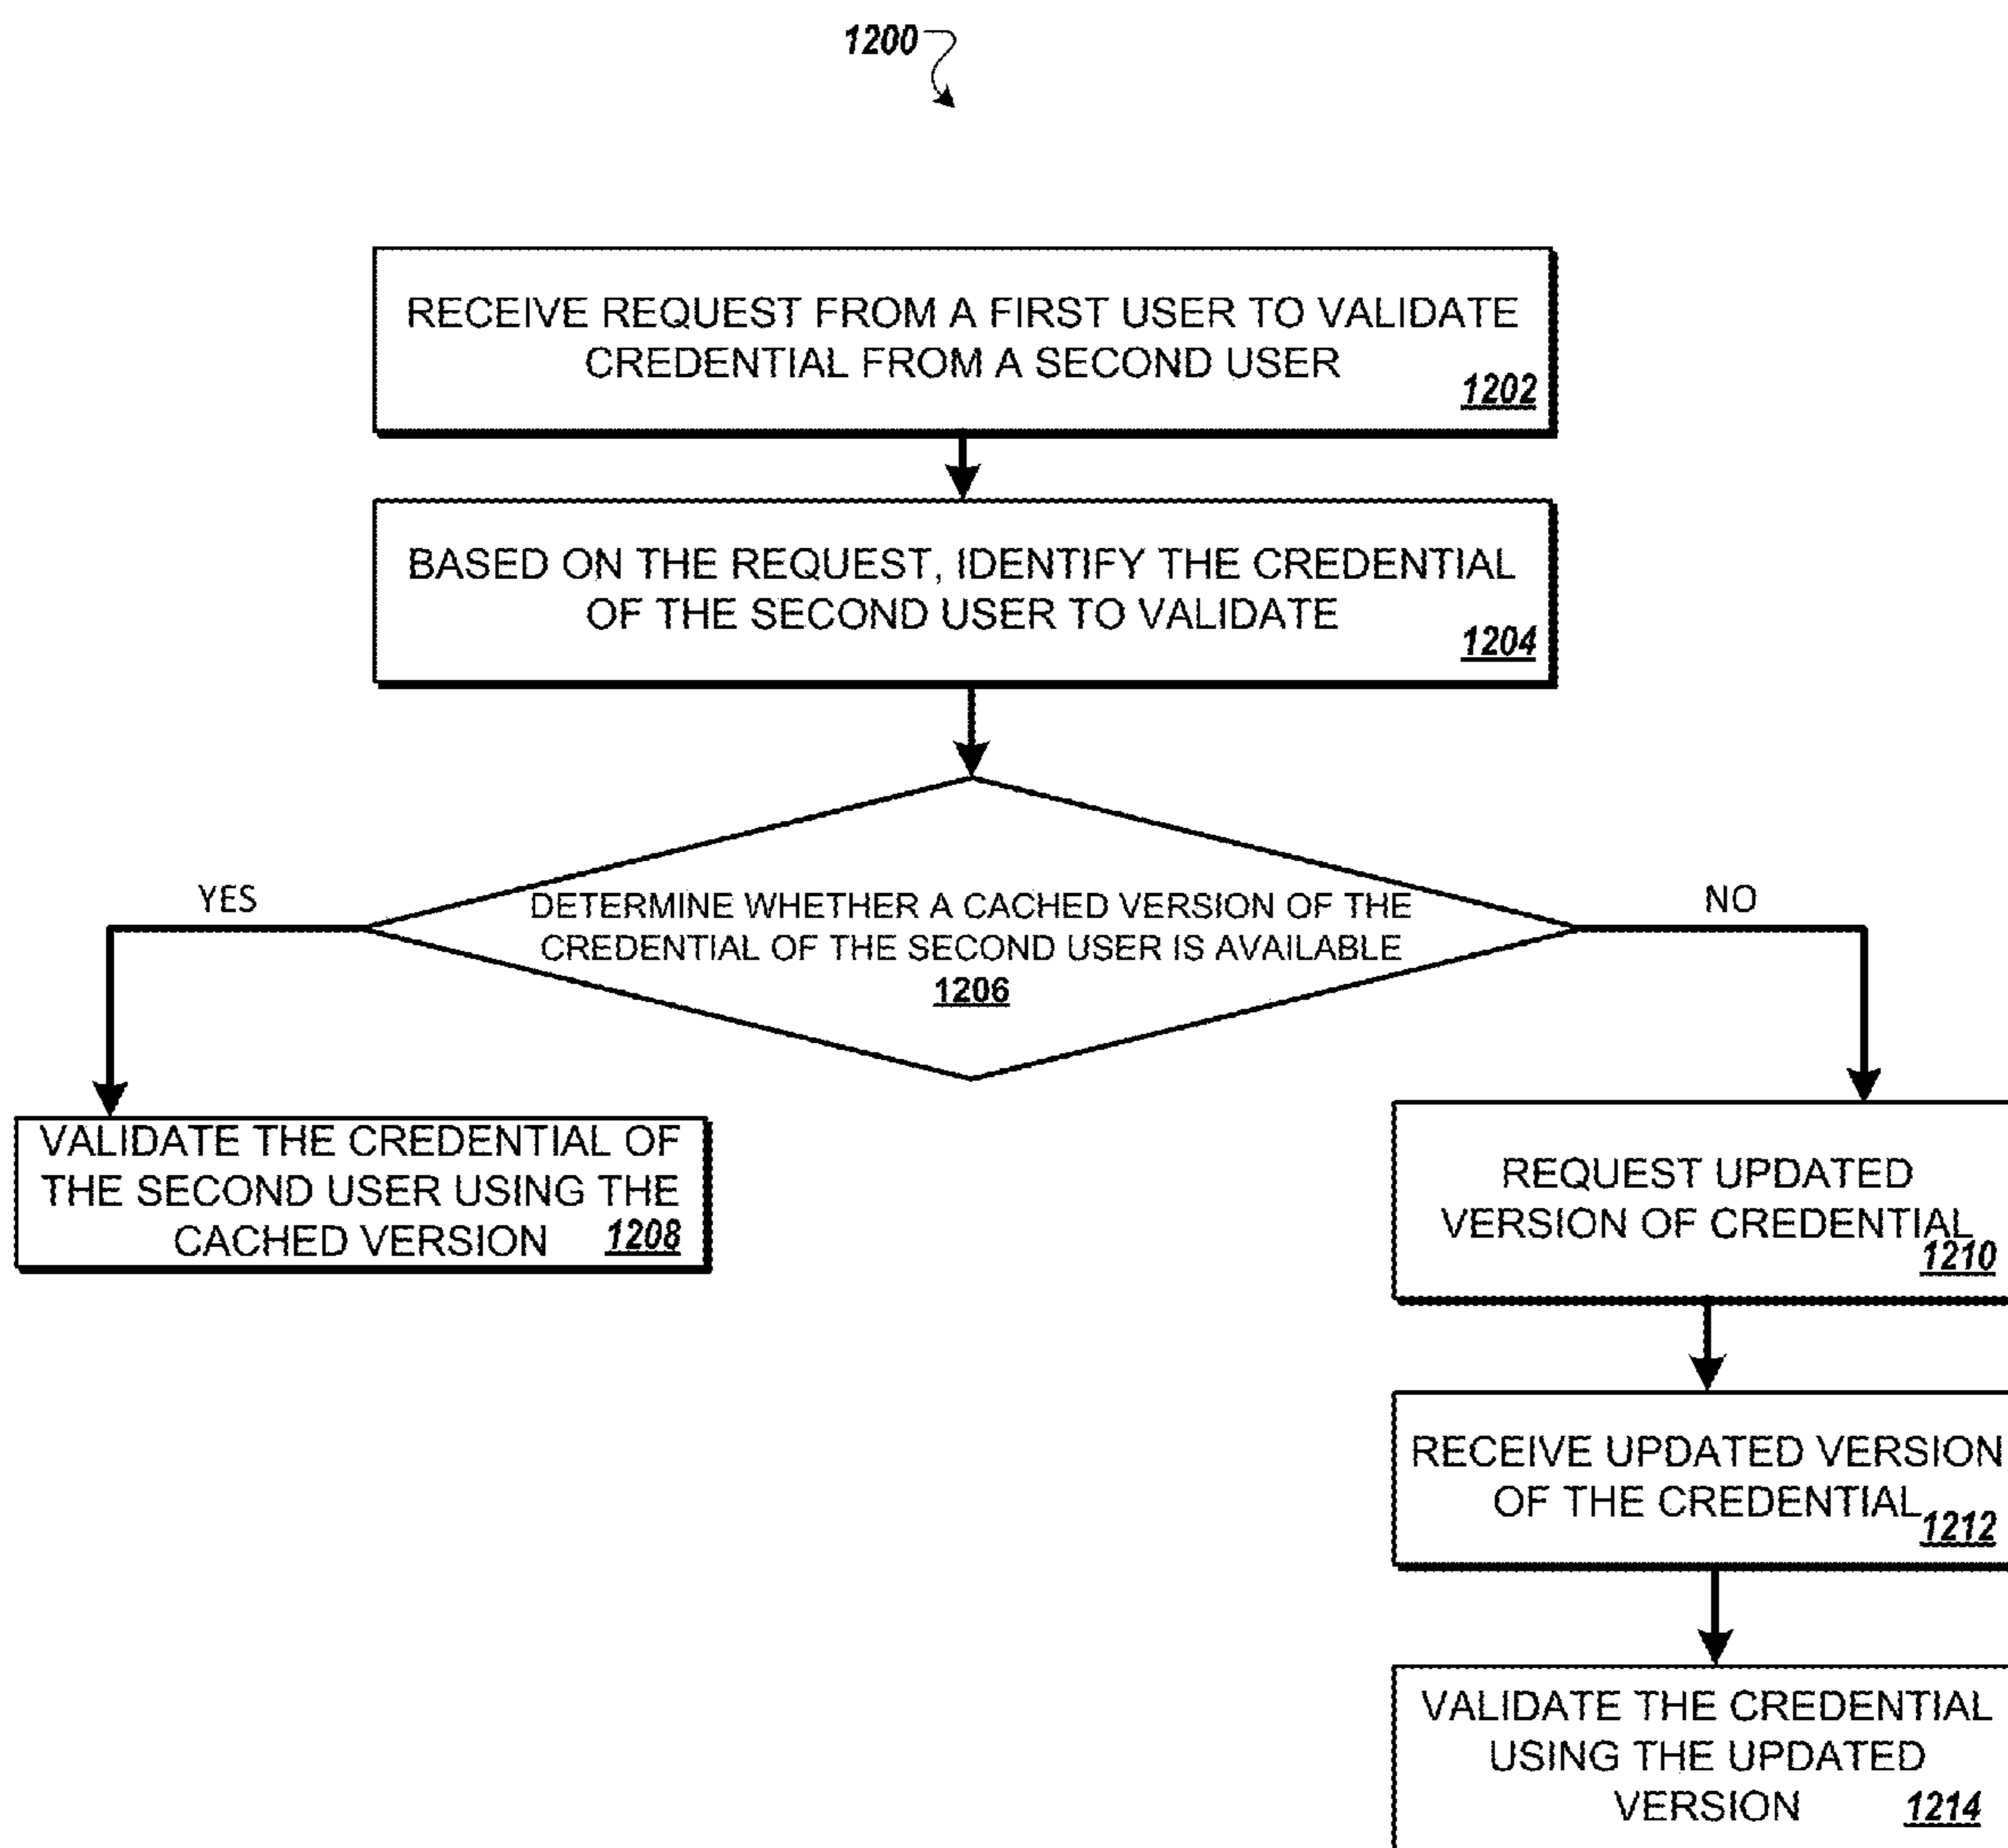 1200
RECEIVE REQUEST FROM A FIRST USER TO VALIDATE
CREDENTIAL FROM A SECOND USER
1202
BASED ON THE REQUEST, IDENTIFY THE CREDENTIAL
OF THE SECOND USER TO VALIDATE
1204
YES
NO
DETERMINE WHETHER A CACHED VERSION OF THE
CREDENTIAL OF THE SECOND USER IS AVAILABLE
1206
VALIDATE THE CREDENTIAL OF
THE SECOND USER USING THE
CACHED VERSION 1208
REQUEST UPDATED
VERSION OF CREDENTIAL
1210
RECEIVE UPDATED VERSION
OF THE CREDENTIAL
1212
VALIDATE THE CREDENTIAL
USING THE UPDATED
VERSION 1214